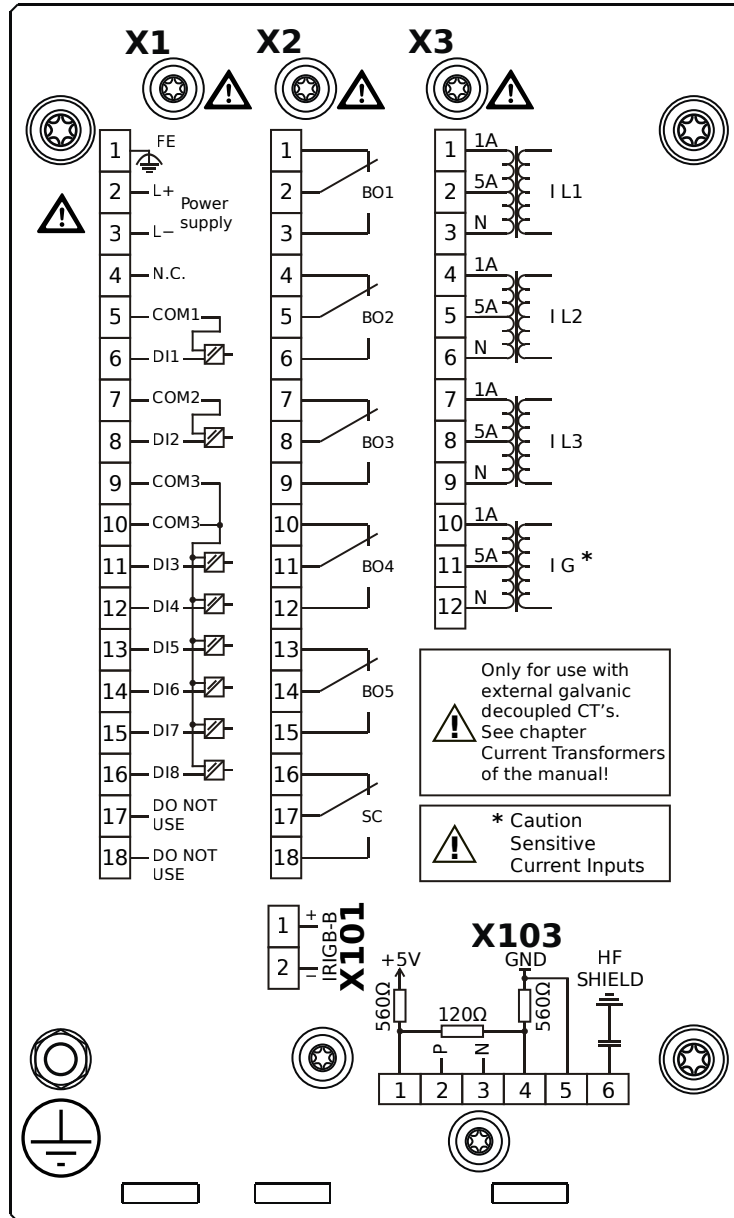 X1 X2 X3
1 FE
2 L+
Power
supply
3 L−
4 N.C.
5 COM1
6 DI1
7 COM2
8 DI2
9 COM3
10 COM3
11 DI3
12 DI4
13 DI5
14 DI6
15 DI7
16 DI8
17 DO NOT
USE
18 DO NOT
USE
1
2 BO1
3
4
5 BO2
6
7
8 BO3
9
10
11 BO4
12
13
14 BO5
15
16
17 SC
18
1 1A
2 5A I L1
3 N
4 1A
5 5A I L2
6 N
7 1A
8 5A I L3
9 N
10 1A
11 5A I G *
12 N
Only for use with
external galvanic
decoupled CT's.
See chapter
Current Transformers
of the manual!
* Caution
Sensitive
Current Inputs
1 +
2 −
IRIGB-B
X101
X103
+5V GND HF
SHIELD
560Ω 120Ω 560Ω
P N
1 2 3 4 5 6